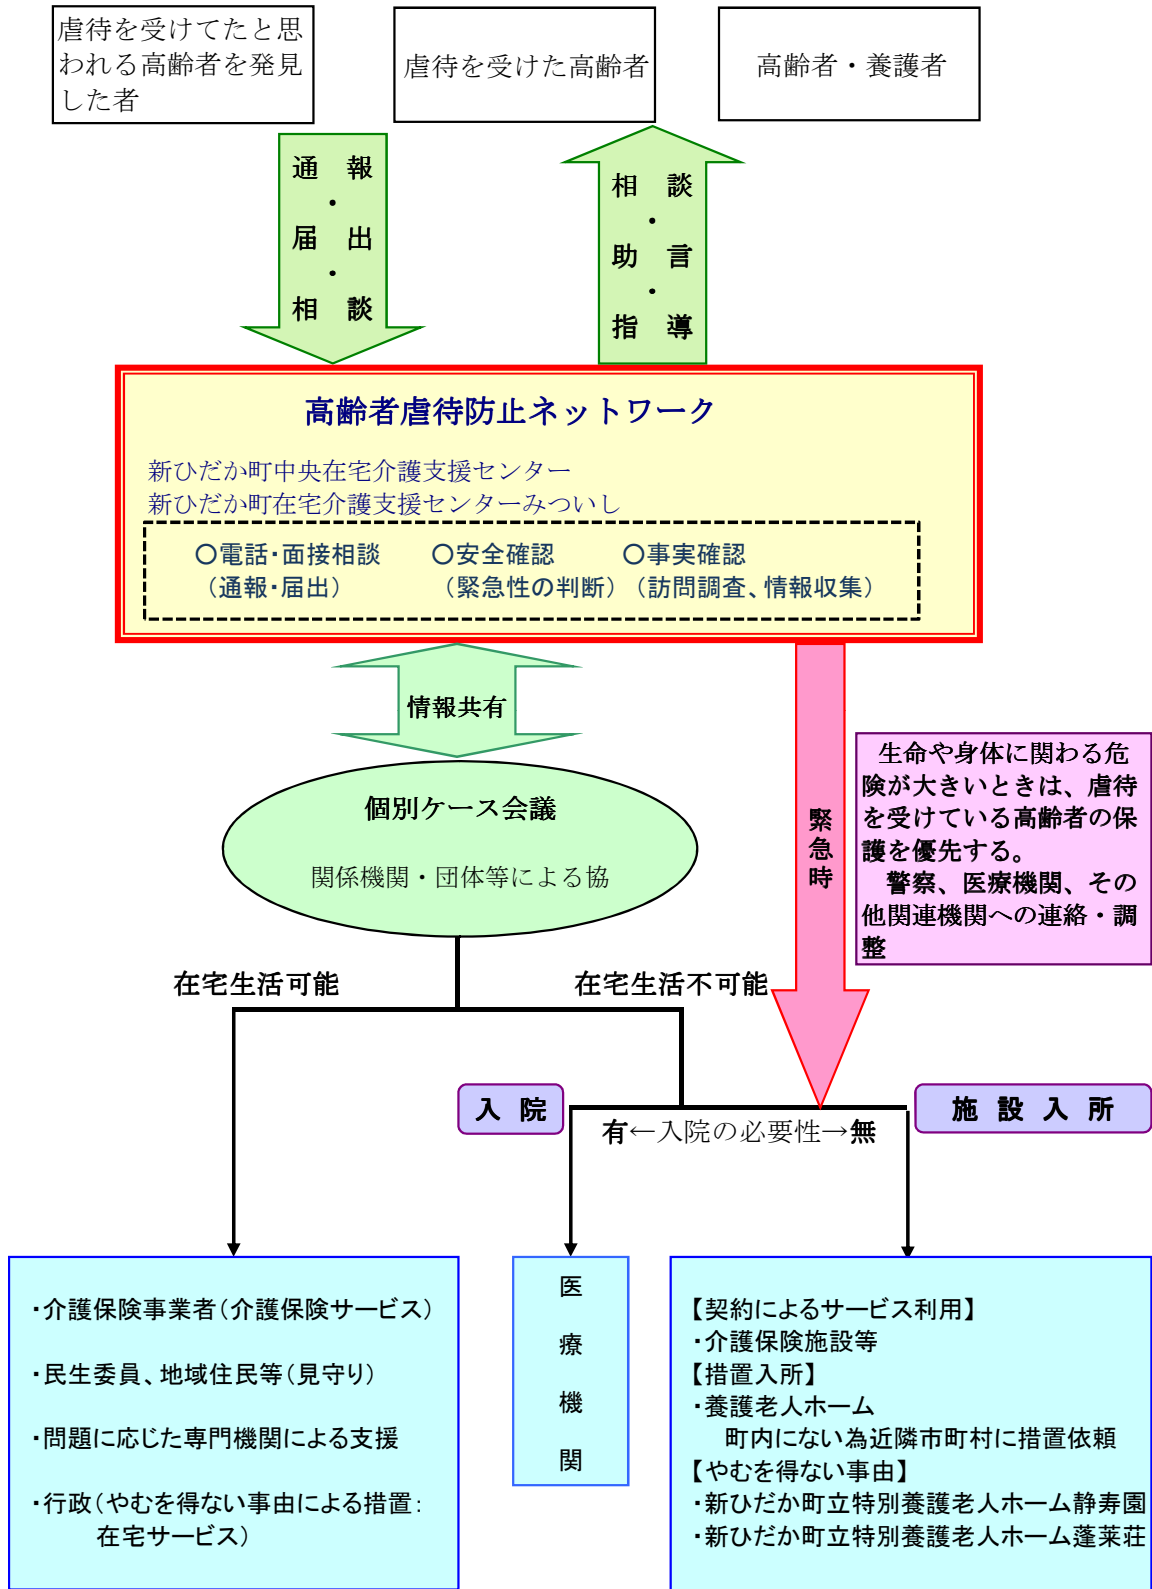 虐待を受けてたと思
われる高齢者を発見
した者
虐待を受けた高齢者
高齢者・養護者
通 報
・
届 出
・
相 談
相 談
・
助 言
・
指 導
高齢者虐待防止ネットワーク
新ひだか町中央在宅介護支援センター
新ひだか町在宅介護支援センターみついし
○電話・面接相談 ○安全確認 ○事実確認
（通報・届出） （緊急性の判断）（訪問調査、情報収集）
情報共有
個別ケース会議
関係機関・団体等による協
緊急時
生命や身体に関わる危
険が大きいときは、虐待
を受けている高齢者の保
護を優先する。
警察、医療機関、その
他関連機関への連絡・調
整
在宅生活可能
在宅生活不可能
入 院
施 設 入 所
有←入院の必要性→無
・介護保険事業者（介護保険サービス）
・民生委員、地域住民等（見守り）
・問題に応じた専門機関による支援
・行政（やむを得ない事由による措置：
在宅サービス）
医
療
機
関
【契約によるサービス利用】
・介護保険施設等
【措置入所】
・養護老人ホーム
町内にない為近隣市町村に措置依頼
【やむを得ない事由】
・新ひだか町立特別養護老人ホーム静寿園
・新ひだか町立特別養護老人ホーム蓬莱荘